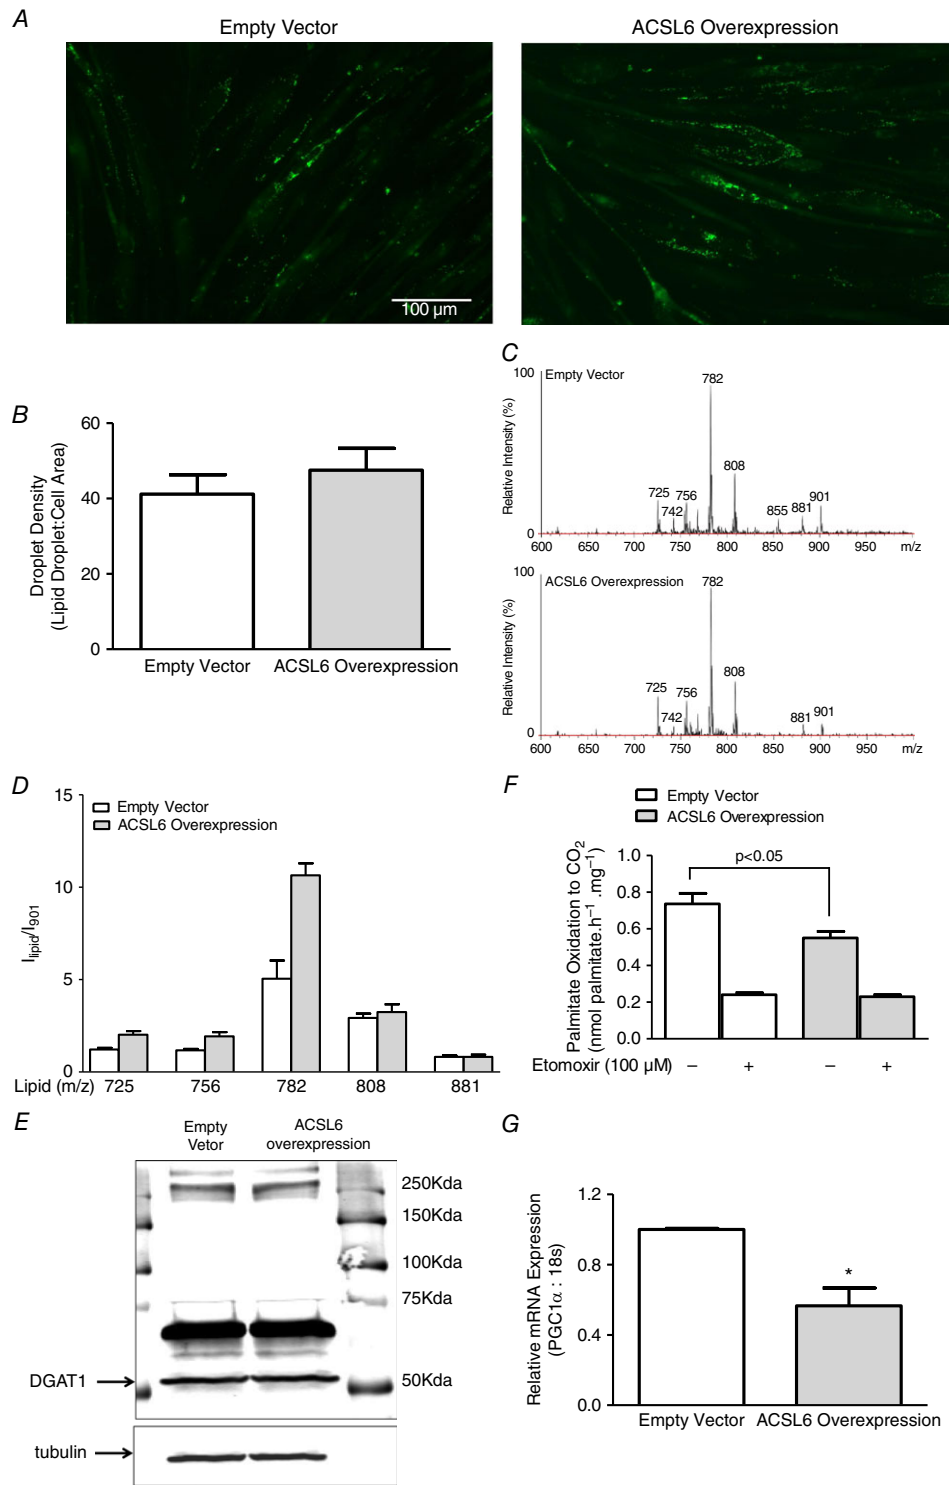 A
Empty Vector
ACSL6 Overexpression
100 µm
B
Droplet Density
(Lipid Droplet:Cell Area)
60
40
20
0
Empty Vector
ACSL6 Overexpression
C
Relative Intensity (%)
100
0
Empty Vector
782
808
725
742
756
855
881
901
600
650
700
750
800
850
900
950
m/z
Relative Intensity (%)
100
0
ACSL6 Overexpression
782
808
725
742
756
881
901
600
650
700
750
800
850
900
950
m/z
D
Empty Vector
ACSL6 Overexpression
I lipid/I 901
15
10
5
0
Lipid (m/z)
725
756
782
808
881
F
Empty Vector
ACSL6 Overexpression
Palmitate Oxidation to CO2
(nmol palmitate.h−1 .mg−1)
1.0
0.8
0.6
0.4
0.2
0.0
p<0.05
Etomoxir (100 µM)
−
+
−
+
E
Empty
Vetor
ACSL6
overexpression
250Kda
150Kda
100Kda
75Kda
50Kda
DGAT1
tubulin
G
Relative mRNA Expression
(PGC1α : 18s)
1.2
0.8
0.4
0.0
*
Empty Vector
ACSL6 Overexpression